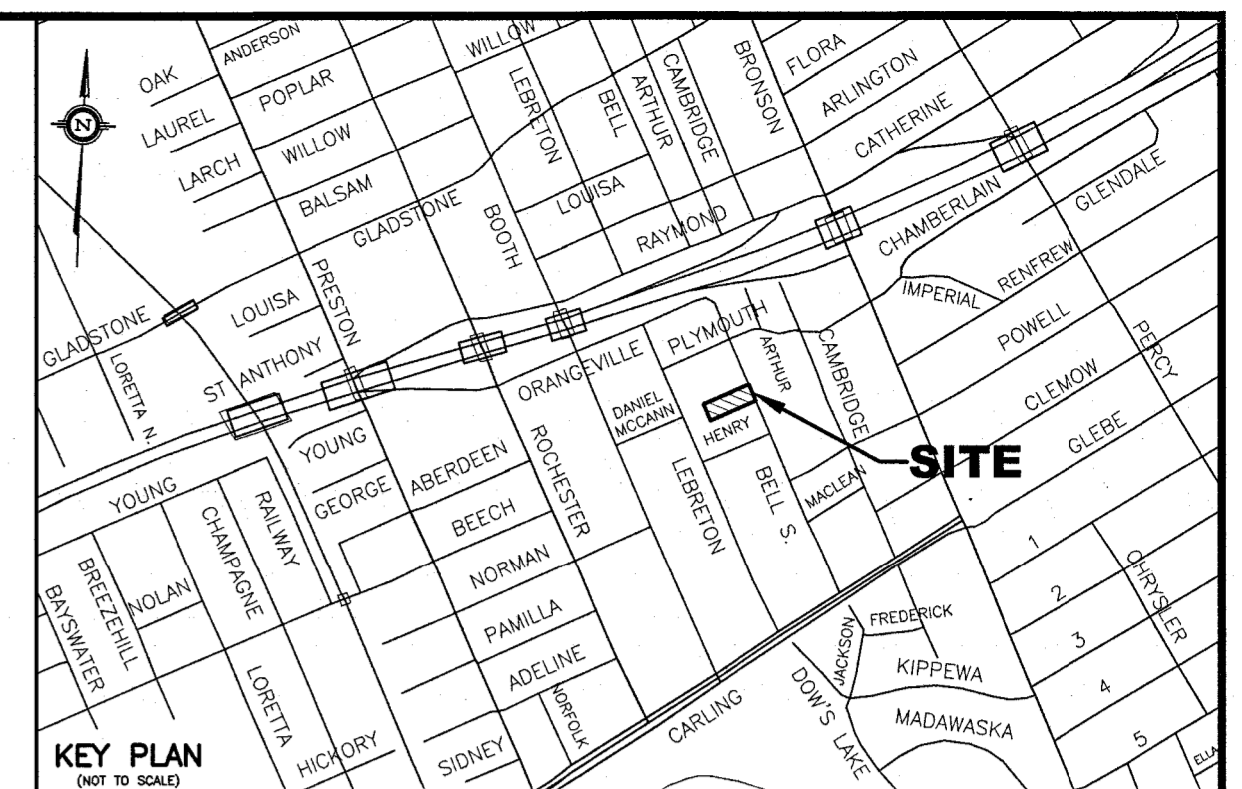 OAK
ANDERSON
WILLOW
BRONSON
FLORA
LAUREL
POPLAR
LEBRETON
BELL
ARTHUR
CAMBRIDGE
ARLINGTON
LARCH
WILLOW
CATHERINE
BALSAM
LOUISA
GLADSTONE
BOOTH
RAYMOND
CHAMBERLAIN
GLENDALE
N
PRESTON
LOUISA
IMPERIAL
RENFREW
GLADSTONE
LORETTA N.
ST. ANTHONY
ORANGEVILLE
PLYMOUTH
ARTHUR
CAMBRIDGE
POWELL
PERCY
DANIEL
MCCANN
HENRY
CLEMOW
YOUNG
ABERDEEN
ROCHESTER
GLEBE
SITE
YOUNG
RAILWAY
GEORGE
LEBRETON
BELL S.
MACLEAN
CHAMPAGNE
BEECH
BREEZEHILL
NOLAN
NORMAN
1
CHRYSLER
BAYSWATER
PAMILLA
2
JACKSON
FREDERICK
3
LORETTA
ADELINE
NORFOLK
DOW'S LAKE
KIPPEWA
4
HICKORY
SIDNEY
CARLING
MADAWASKA
5
ELLA
KEY PLAN
(NOT TO SCALE)